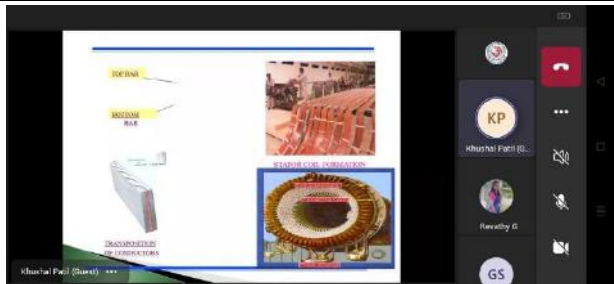 TOP BAR
BOTTOM
BAR
STATOR COIL FORMATION
TRANSPOSITION
OF CONDUCTORS
KP
Khushal Patil (G...
Revathy G
GS
Khushal Patil (Guest) •••